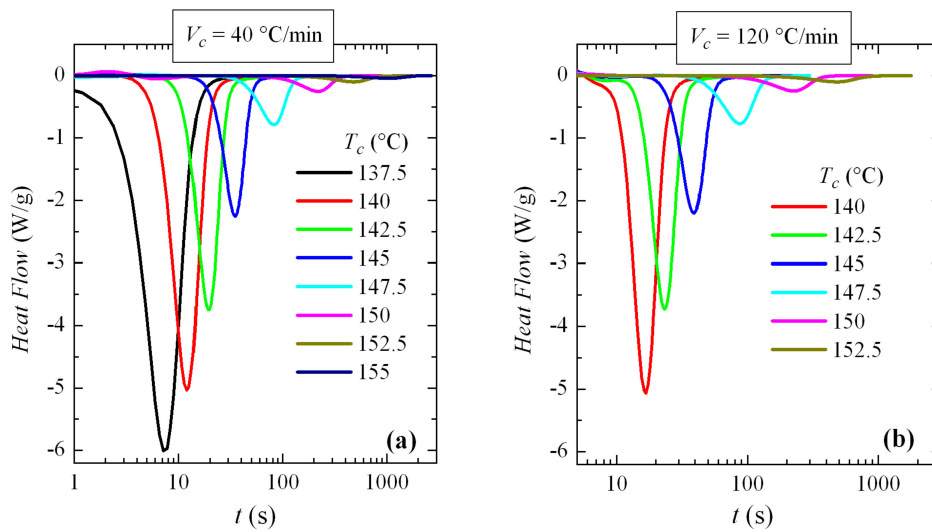 V_c = 40 °C/min
0
-1
-2
-3
-4
-5
-6
Heat Flow (W/g)
T_c (°C)
137.5
140
142.5
145
147.5
150
152.5
155
(a)
1 10 100 1000
t (s)
V_c = 120 °C/min
0
-1
-2
-3
-4
-5
-6
Heat Flow (W/g)
T_c (°C)
140
142.5
145
147.5
150
152.5
(b)
10 100 1000
t (s)